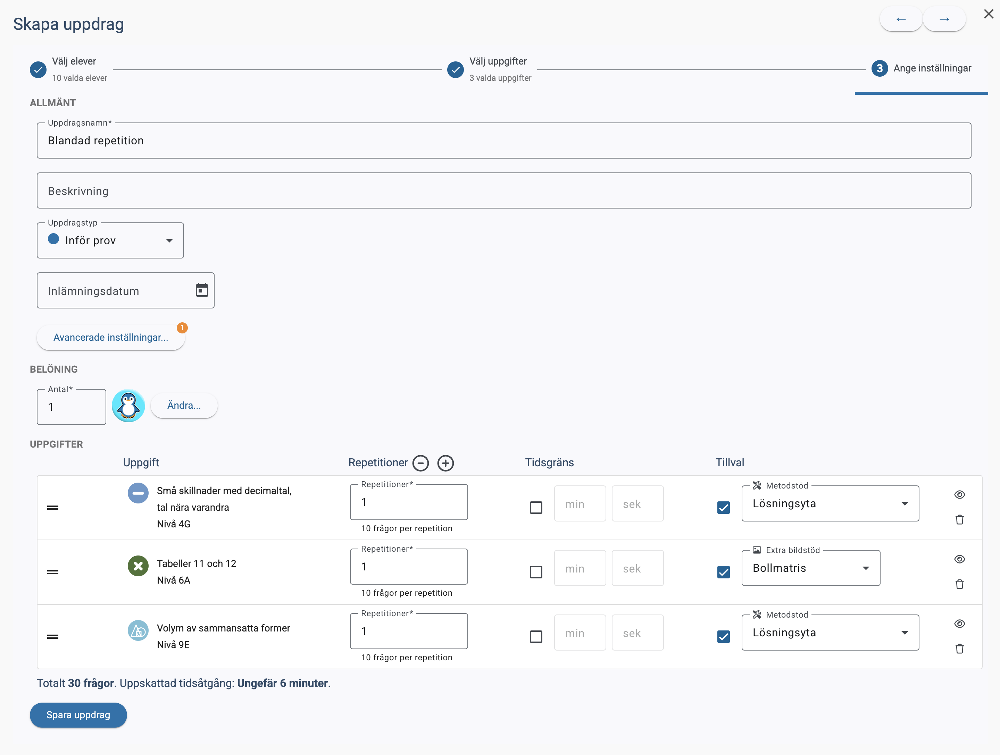 Skapa uppdrag
← →
Välj elever
10 valda elever
Välj uppgifter
3 valda uppgifter
3 Ange inställningar
ALLMÄNT
Uppdragsnamn*
Blandad repetition
Beskrivning
Uppdragstyp
Inför prov
Inlämningsdatum
Avancerade inställningar...
1
BELÖNING
Antal*
1
Ändra...
UPPGIFTER
Uppgift Repetitioner Tidsgräns Tillval
Små skillnader med decimaltal,
tal nära varandra
Nivå 4G
Repetitioner*
1
10 frågor per repetition
min sek
Metodstöd
Lösningsyta
Tabeller 11 och 12
Nivå 6A
Repetitioner*
1
10 frågor per repetition
min sek
Extra bildstöd
Bollmatris
Volym av sammansatta former
Nivå 9E
Repetitioner*
1
10 frågor per repetition
min sek
Metodstöd
Lösningsyta
Totalt 30 frågor. Uppskattad tidsåtgång: Ungefär 6 minuter.
Spara uppdrag